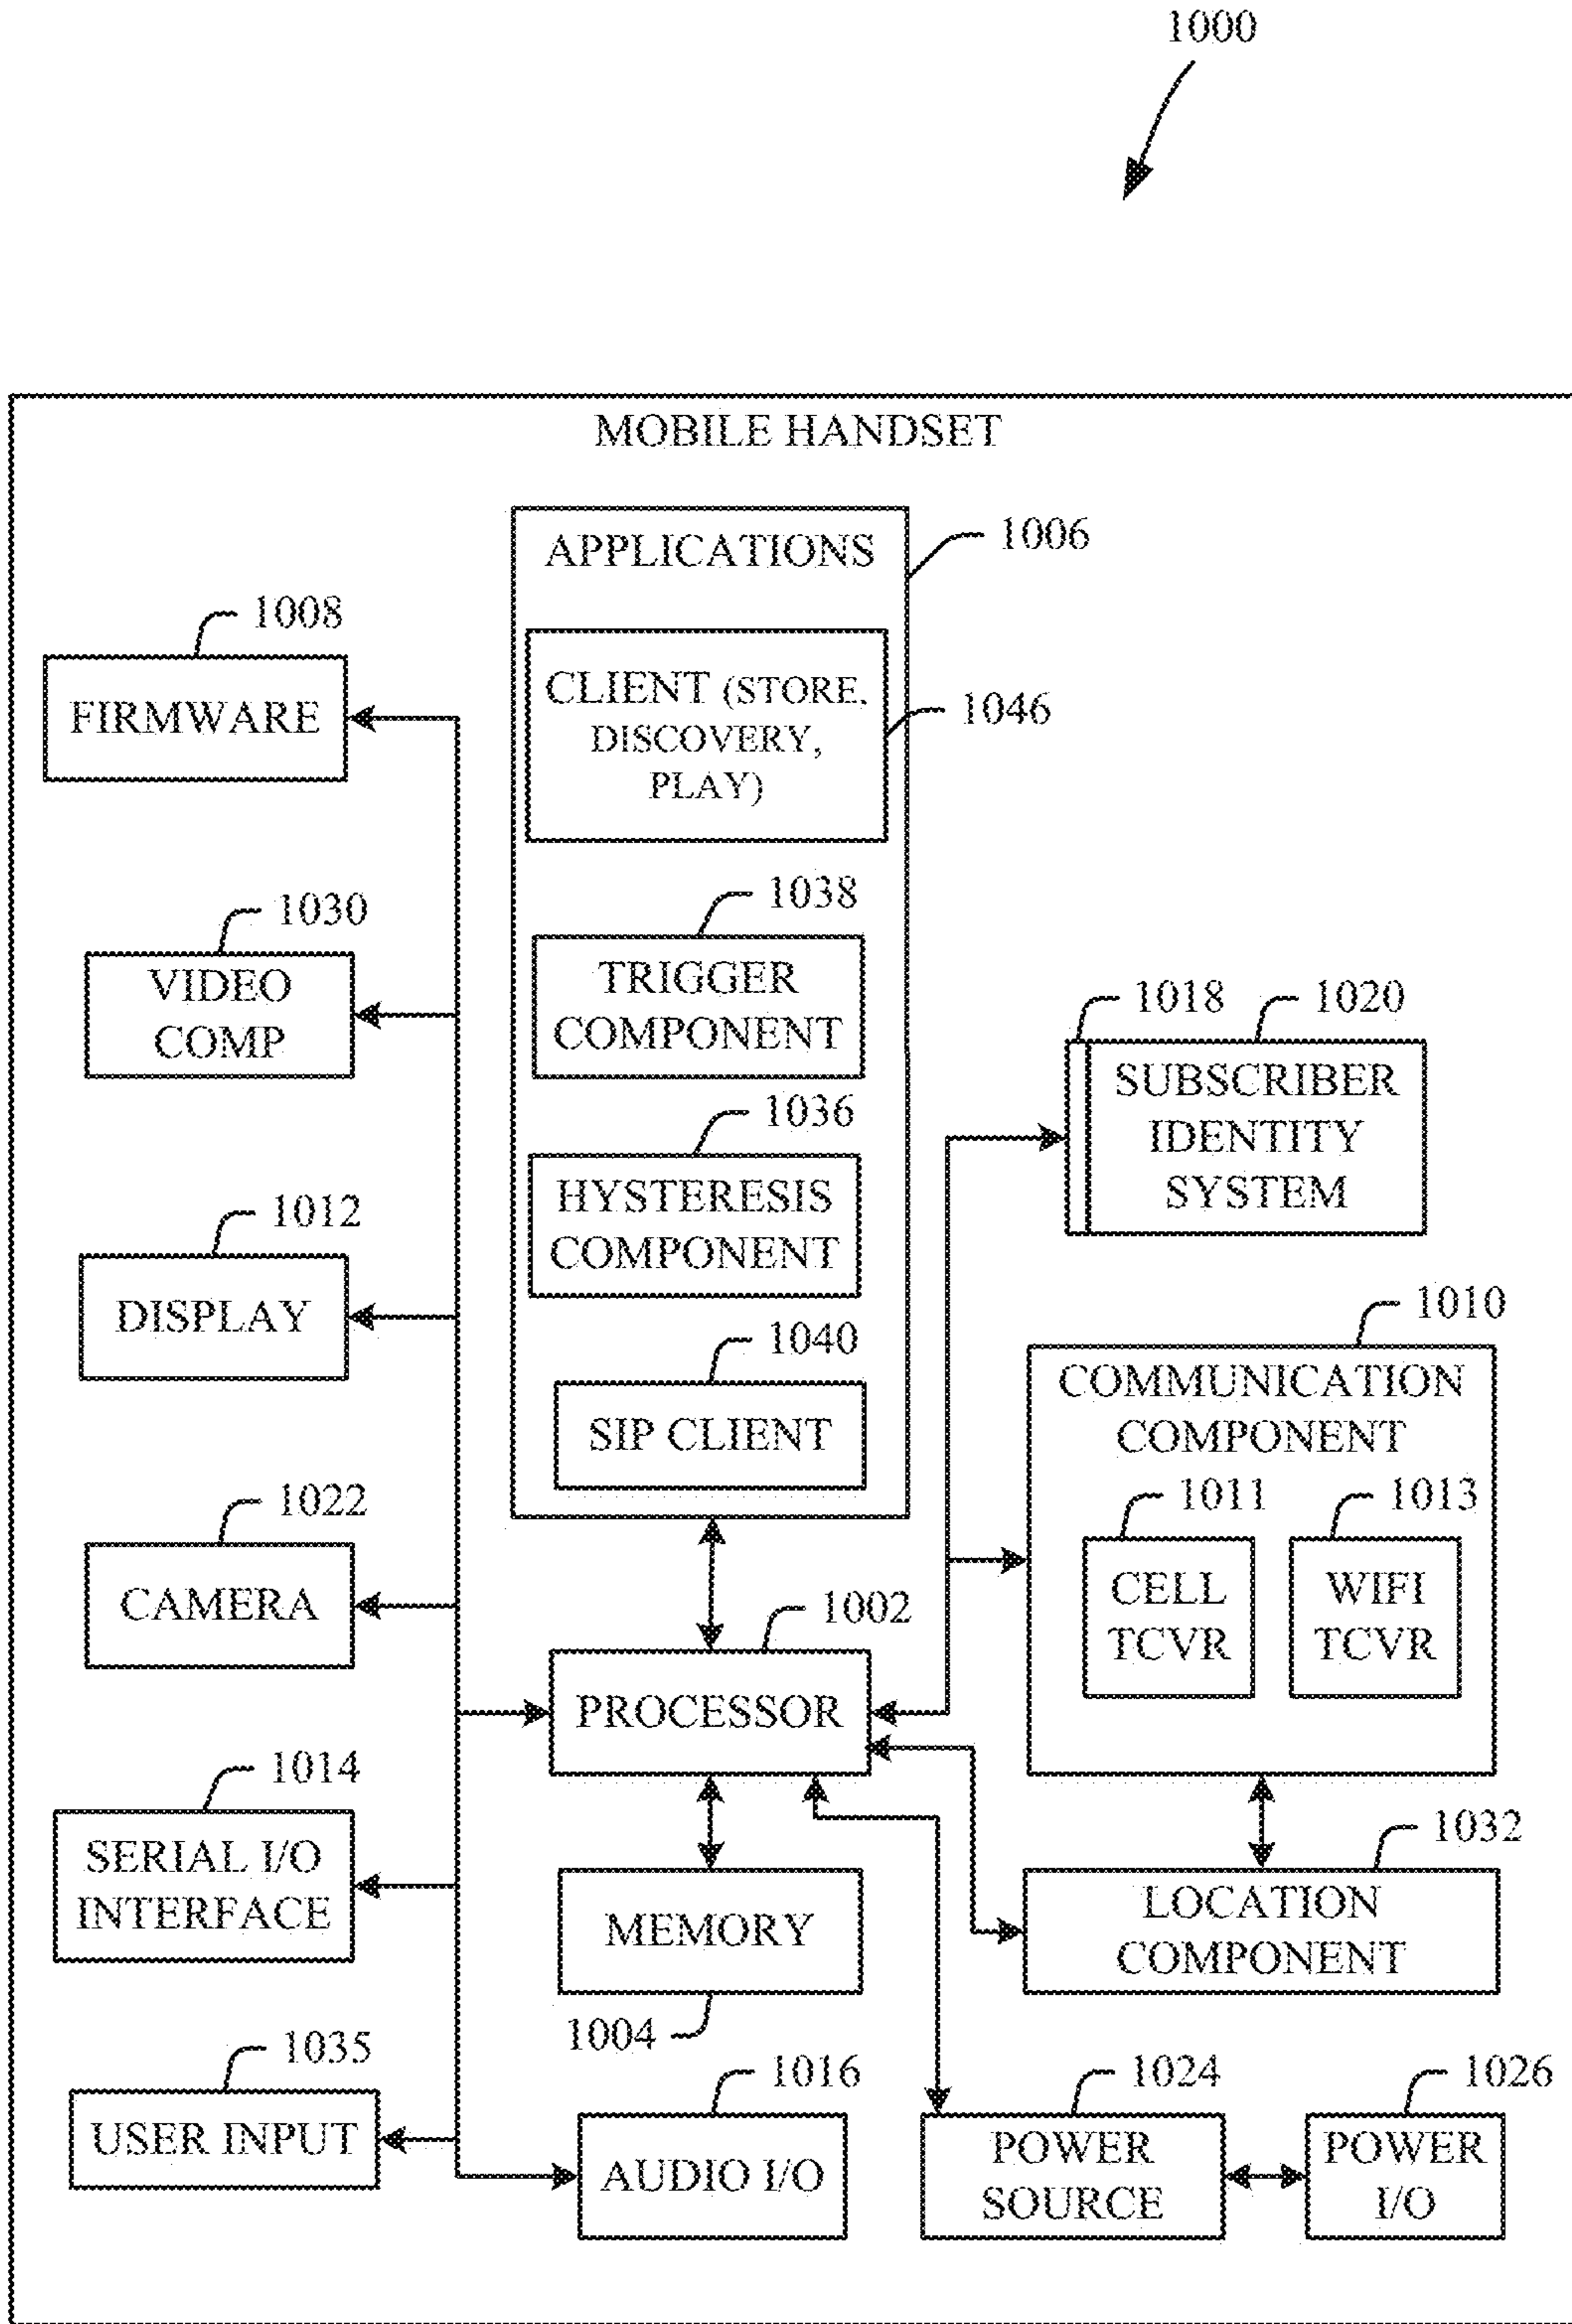 1000
MOBILE HANDSET
APPLICATIONS
1006
CLIENT (STORE,
DISCOVERY,
PLAY)
1046
1038
TRIGGER
COMPONENT
1036
HYSTERESIS
COMPONENT
1040
SIP CLIENT
1008
FIRMWARE
1030
VIDEO
COMP
1012
DISPLAY
1022
CAMERA
1014
SERIAL I/O
INTERFACE
1035
USER INPUT
1002
PROCESSOR
MEMORY
1004
1016
AUDIO I/O
1018
1020
SUBSCRIBER
IDENTITY
SYSTEM
1010
COMMUNICATION
COMPONENT
1011
CELL
TCVR
1013
WIFI
TCVR
1032
LOCATION
COMPONENT
1024
POWER
SOURCE
1026
POWER
I/O